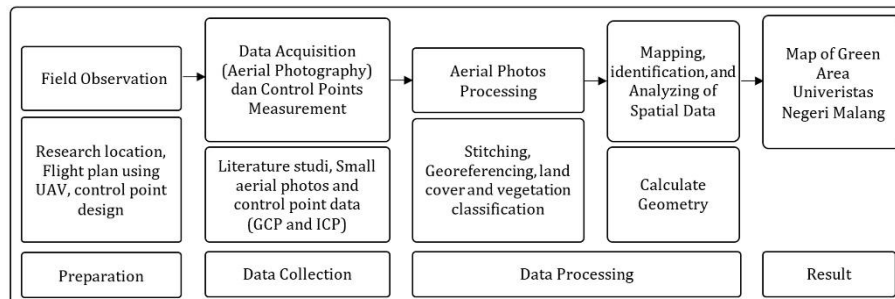 Field Observation
Data Acquisition
(Aerial Photography)
dan Control Points
Measurement
Aerial Photos
Processing
Mapping,
identification, and
Analyzing of
Spatial Data
Map of Green
Area
Univeristas
Negeri Malang
Research location,
Flight plan using
UAV, control point
design
Literature studi, Small
aerial photos and
control point data
(GCP and ICP)
Stitching,
Georeferencing, land
cover and vegetation
classification
Calculate
Geometry
Preparation
Data Collection
Data Processing
Result